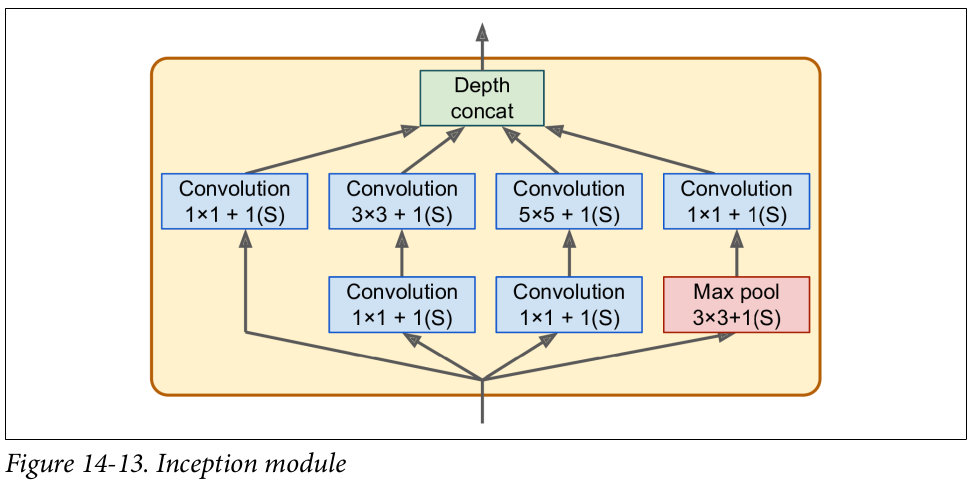 Depth
concat
Convolution
1×1 + 1(S)
Convolution
3×3 + 1(S)
Convolution
5×5 + 1(S)
Convolution
1×1 + 1(S)
Convolution
1×1 + 1(S)
Convolution
1×1 + 1(S)
Max pool
3×3+1(S)
Figure 14-13. Inception module